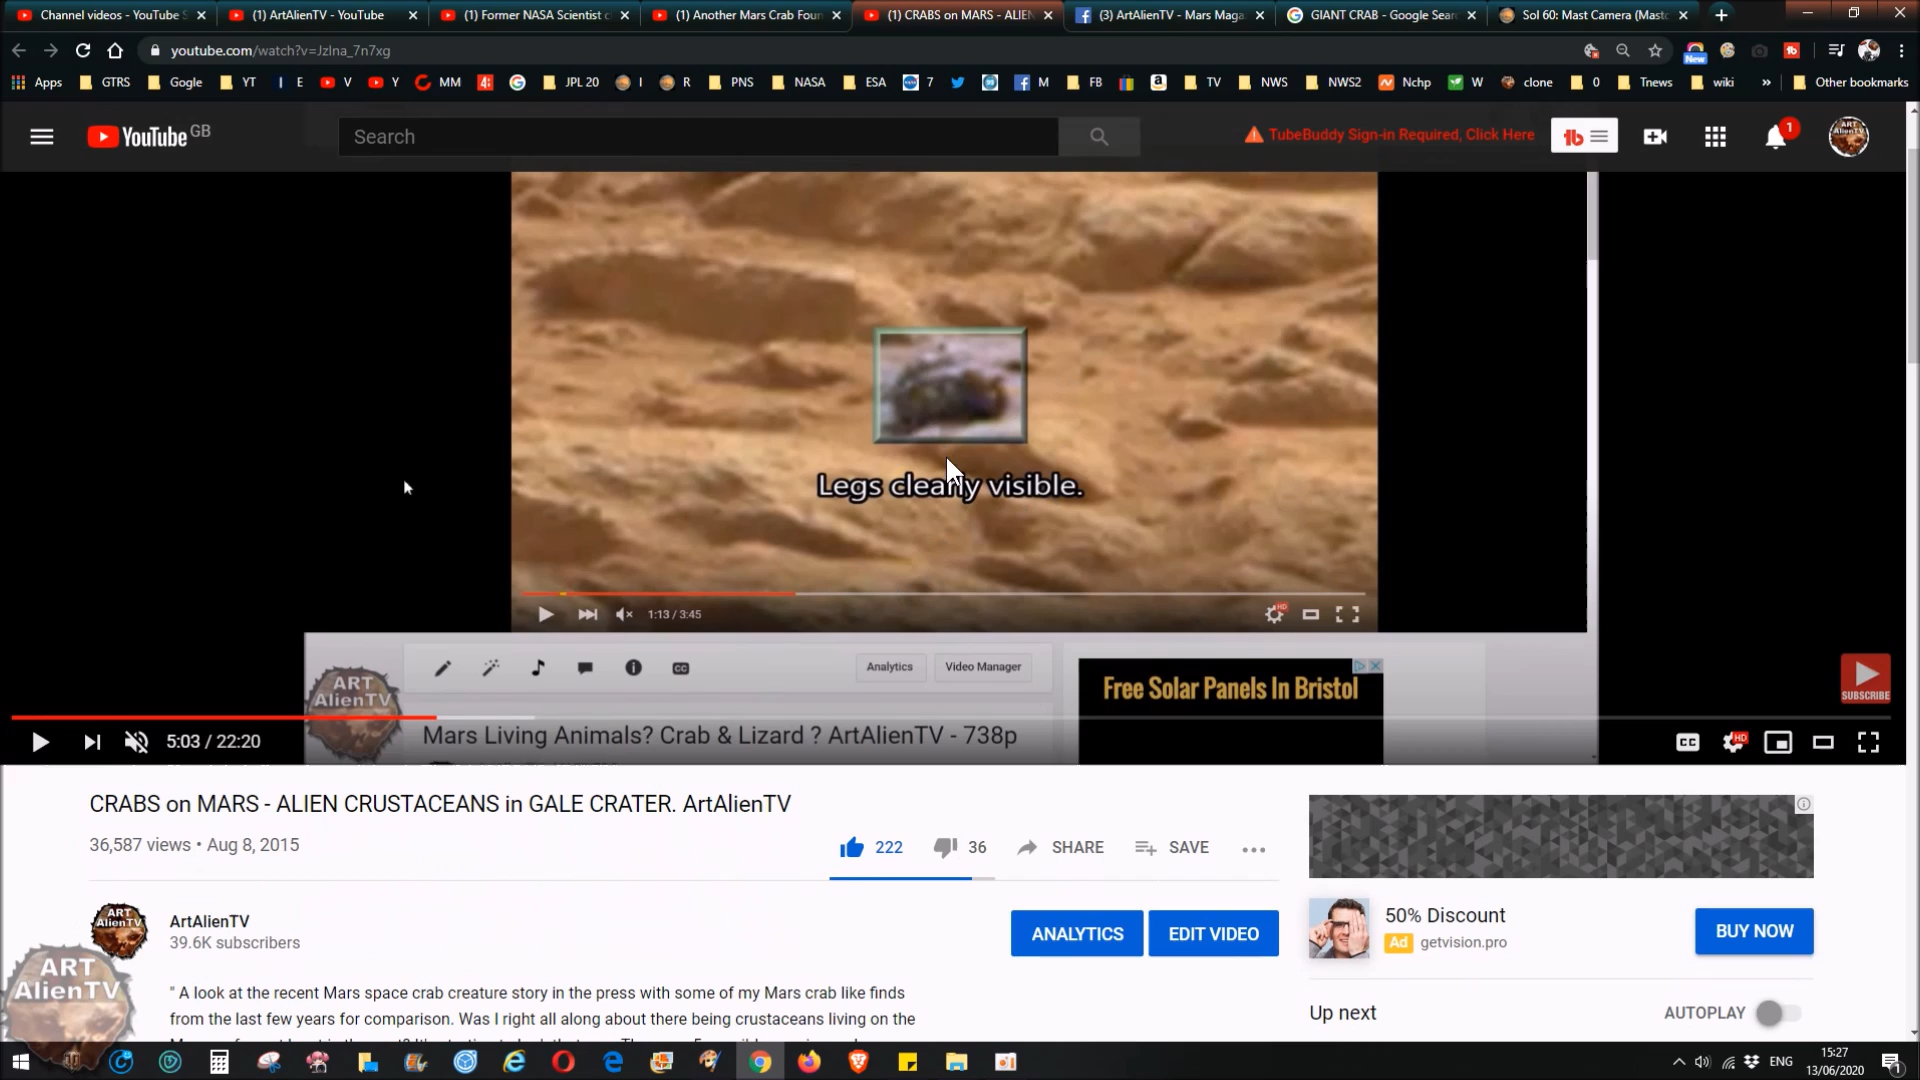 Channel videos - YouTube S
(1) ArtAlienTV - YouTube
(1) Former NASA Scientist c
(1) Another Mars Crab Foun
(1) CRABS on MARS - ALIEN
(3) ArtAlienTV - Mars Maga
GIANT CRAB - Google Sear
Sol 60: Mast Camera (Mastc
youtube.com/watch?v=JzIna_7n7xg
New
Apps GTRS Google YT I E V Y MM JPL 20 I R PNS NASA ESA 7 M FB TV NWS NWS2 Nchp W clone 0 Tnews wiki » Other bookmarks
YouTube GB
Search
TubeBuddy Sign-in Required, Click Here
1
Legs clearly visible.
1:13 / 3:45
HD
Analytics
Video Manager
Free Solar Panels In Bristol
ART AlienTV
Mars Living Animals? Crab & Lizard ? ArtAlienTV - 738p
SUBSCRIBE
5:03 / 22:20
CC
HD
CRABS on MARS - ALIEN CRUSTACEANS in GALE CRATER. ArtAlienTV
36,587 views • Aug 8, 2015
222
36
SHARE
SAVE
ArtAlienTV
39.6K subscribers
ANALYTICS
EDIT VIDEO
50% Discount
Ad getvision.pro
BUY NOW
" A look at the recent Mars space crab creature story in the press with some of my Mars crab like finds
from the last few years for comparison. Was I right all along about there being crustaceans living on the
Up next
AUTOPLAY
ART
AlienTV
ENG
15:27
13/06/2020
1